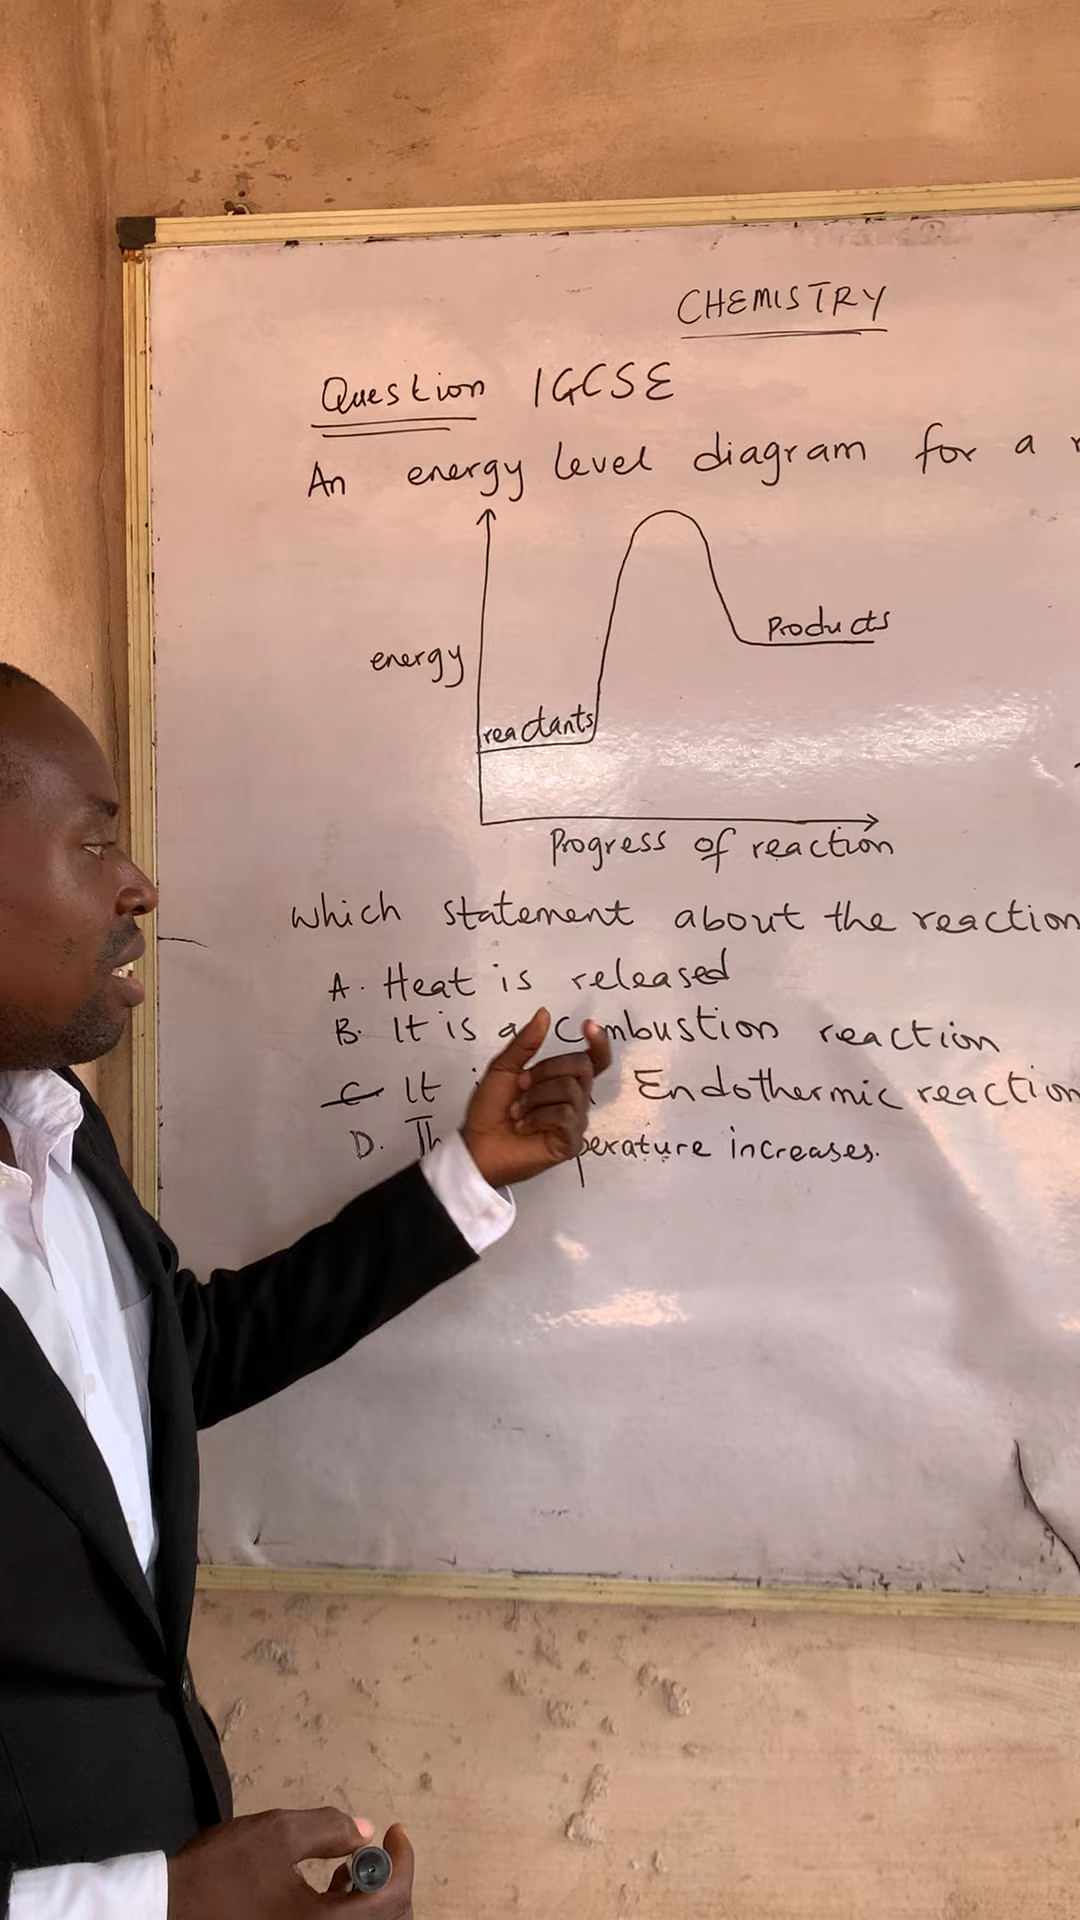 CHEMISTRY
Question IGCSE
An energy level diagram for a
Products
energy
reactants
Progress of reaction
Which statement about the reaction
A. Heat is released
B. It is a combustion reaction
C It Endothermic reaction
D. increases.